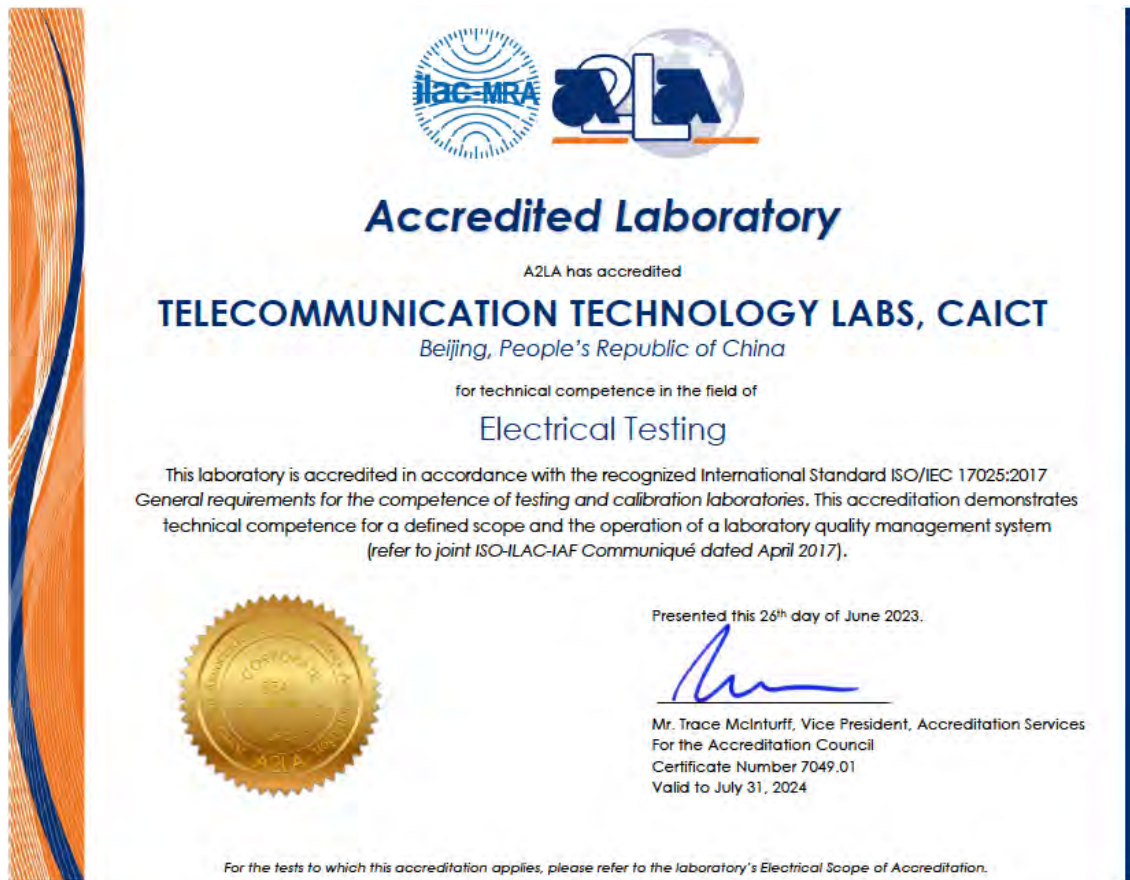 ilac-MRA
A2LA
Accredited Laboratory
A2LA has accredited
TELECOMMUNICATION TECHNOLOGY LABS, CAICT
Beijing, People's Republic of China
for technical competence in the field of
Electrical Testing
This laboratory is accredited in accordance with the recognized International Standard ISO/IEC 17025:2017
General requirements for the competence of testing and calibration laboratories. This accreditation demonstrates
technical competence for a defined scope and the operation of a laboratory quality management system
(refer to joint ISO-ILAC-IAF Communiqué dated April 2017).
CORPORATE
SEAL
A2LA
Presented this 26th day of June 2023.
Mr. Trace McInturff, Vice President, Accreditation Services
For the Accreditation Council
Certificate Number 7049.01
Valid to July 31, 2024
For the tests to which this accreditation applies, please refer to the laboratory's Electrical Scope of Accreditation.